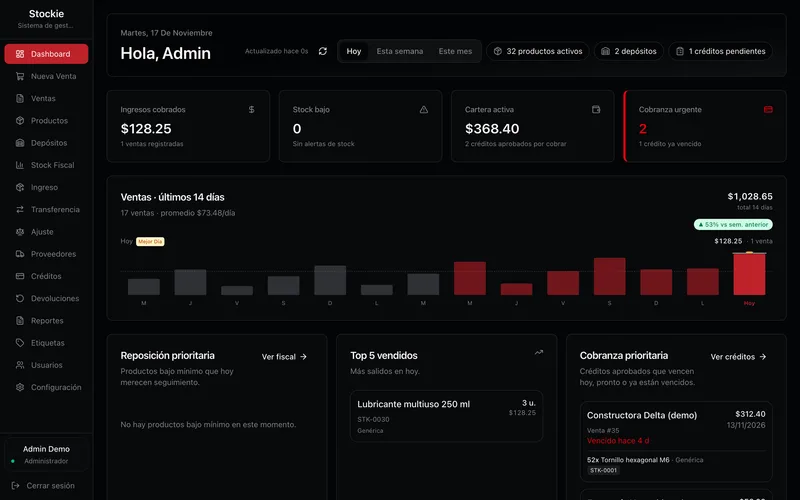 Stockie
Sistema de gest...
Dashboard
Nueva Venta
Ventas
Productos
Depósitos
Stock Fiscal
Ingreso
Transferencia
Ajuste
Proveedores
Créditos
Devoluciones
Reportes
Etiquetas
Usuarios
Configuración
Admin Demo
Administrador
Cerrar sesión
Martes, 17 De Noviembre
Hola, Admin
Actualizado hace 0s
Hoy
Esta semana
Este mes
32 productos activos
2 depósitos
1 créditos pendientes
Ingresos cobrados
$128.25
1 ventas registradas
Stock bajo
0
Sin alertas de stock
Cartera activa
$368.40
2 créditos aprobados por cobrar
Cobranza urgente
2
1 crédito ya vencido
Ventas · últimos 14 días
17 ventas · promedio $73.48/día
$1,028.65
total 14 días
▲ 53% vs sem. anterior
Hoy Mejor Día
$128.25 · 1 venta
M J V S D L M M J V S D L Hoy
Reposición prioritaria
Ver fiscal →
Productos bajo mínimo que hoy
merecen seguimiento.
No hay productos bajo mínimo en este momento.
Top 5 vendidos
Más salidos en hoy.
Lubricante multiuso 250 ml
3 u.
STK-0030
$128.25
Genérica
Cobranza prioritaria
Ver créditos →
Créditos aprobados que vencen
hoy, pronto o ya están vencidos.
Constructora Delta (demo)
$312.40
Venta #35
13/11/2026
Vencido hace 4 d
52x Tornillo hexagonal M6 · Genérica
STK-0001